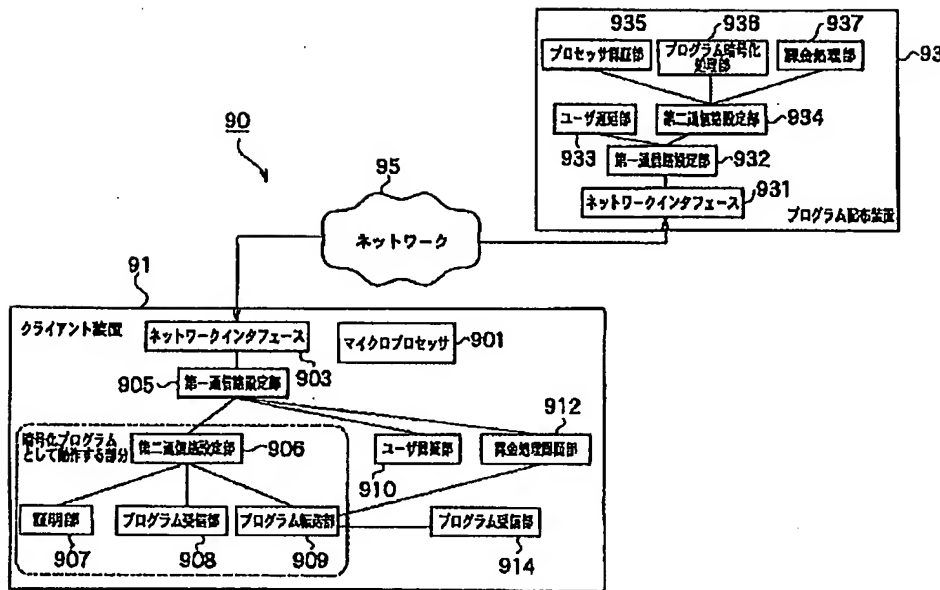 935
936
937
93
プロセッサ認証部
プログラム暗号化
処理部
課金処理部
90
ユーザ認証部
第二通信路設定部
934
933
第一通信路設定部
932
95
931
ネットワークインタフェース
プログラム配布装置
ネットワーク
91
クライアント装置
ネットワークインタフェース
マイクロプロセッサ
901
903
905
第一通信路設定部
912
暗号化プログラム
として動作する部分
第二通信路設定部
906
ユーザ認証部
910
課金処理認証部
証明部
プログラム受信部
プログラム転送部
プログラム受信部
907
908
909
914